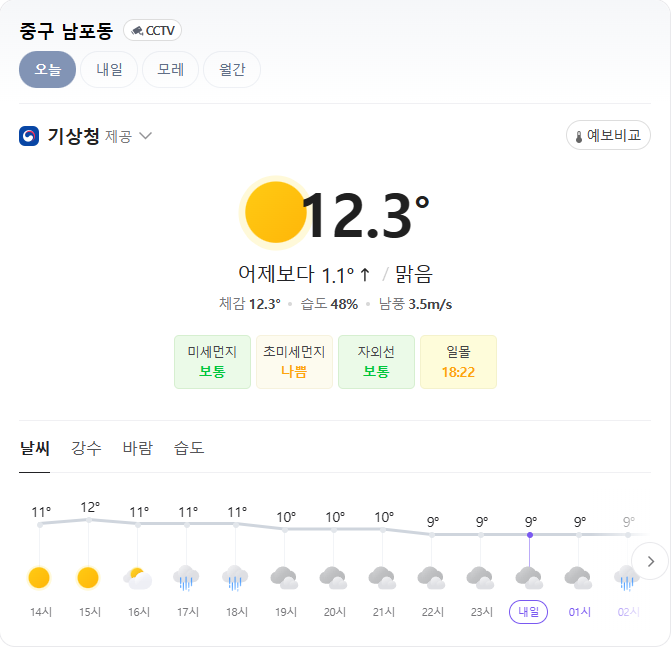 중구 남포동 CCTV
오늘 내일 모레 월간
기상청 제공 예보비교
12.3°
어제보다 1.1° ↑ / 맑음
체감 12.3° • 습도 48% • 남풍 3.5m/s
미세먼지 초미세먼지 자외선 일몰
보통 나쁨 보통 18:22
날씨 강수 바람 습도
11° 12° 11° 11° 11° 10° 10° 10° 9° 9° 9° 9° 9°
14시 15시 16시 17시 18시 19시 20시 21시 22시 23시 내일 01시 02시